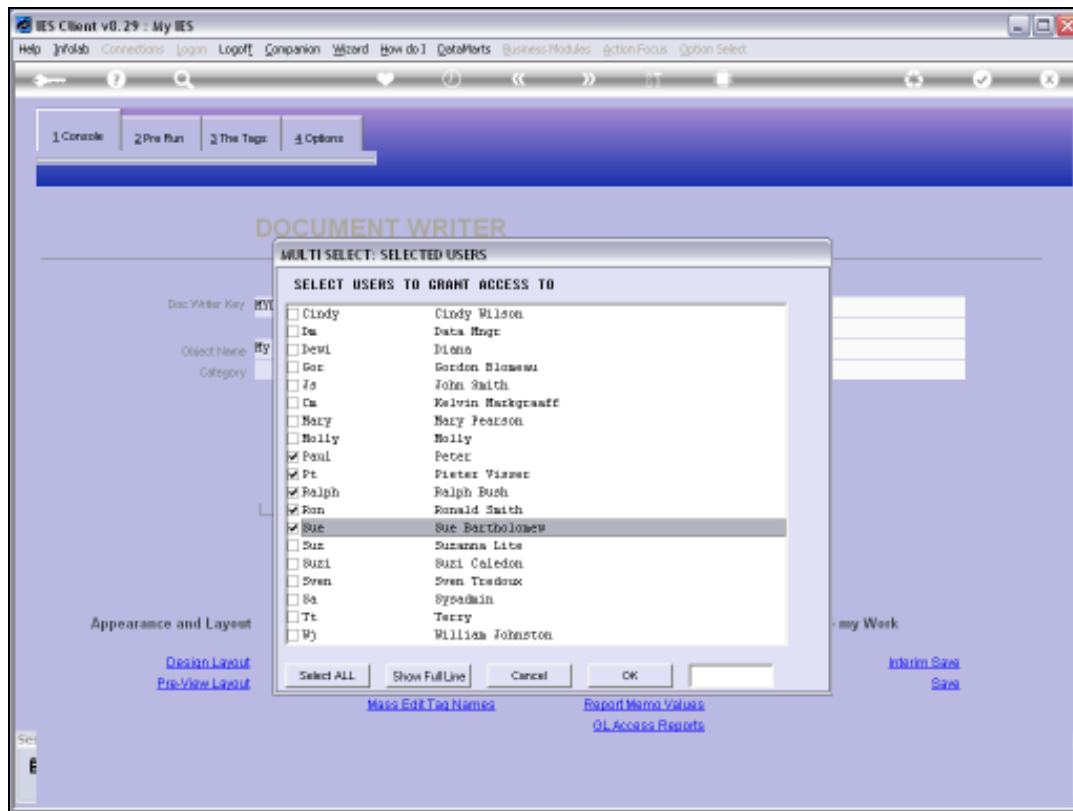 IES Client v8.29 : My IES
Help Infolab Connections Logon Logoff Companion Wizard How do I DataMarts Business Modules Action Focus Option Select
1 Console 2 Pre Run 3 The Tags 4 Options
DOCUMENT WRITER
MULTI SELECT: SELECTED USERS
SELECT USERS TO GRANT ACCESS TO
Doc Writer Key
Object Name My
Category
Cindy Cindy Wilson
Dm Data Mngr
Dewi Diana
Gor Gordon
Js John Smith
Kelvin Markgraaff
Mary Mary Pearson
Molly Molly
Paul Peter
Pt Pieter Visser
Ralph Ralph Bush
Ron Ronald Smith
Sue Sue Bartholomew
Suz Suzanna Lite
Suzi Suzi Caledon
Sven Sven Tredoux
Sa Sysadmin
Tt Terry
Wj William Johnston
Appearance and Layout my Work
Design Layout Interim Save
Pre-View Layout Save
Select ALL Show Full Line Cancel OK
Mass Edit Tag Names Report Memo Values
GL Access Reports